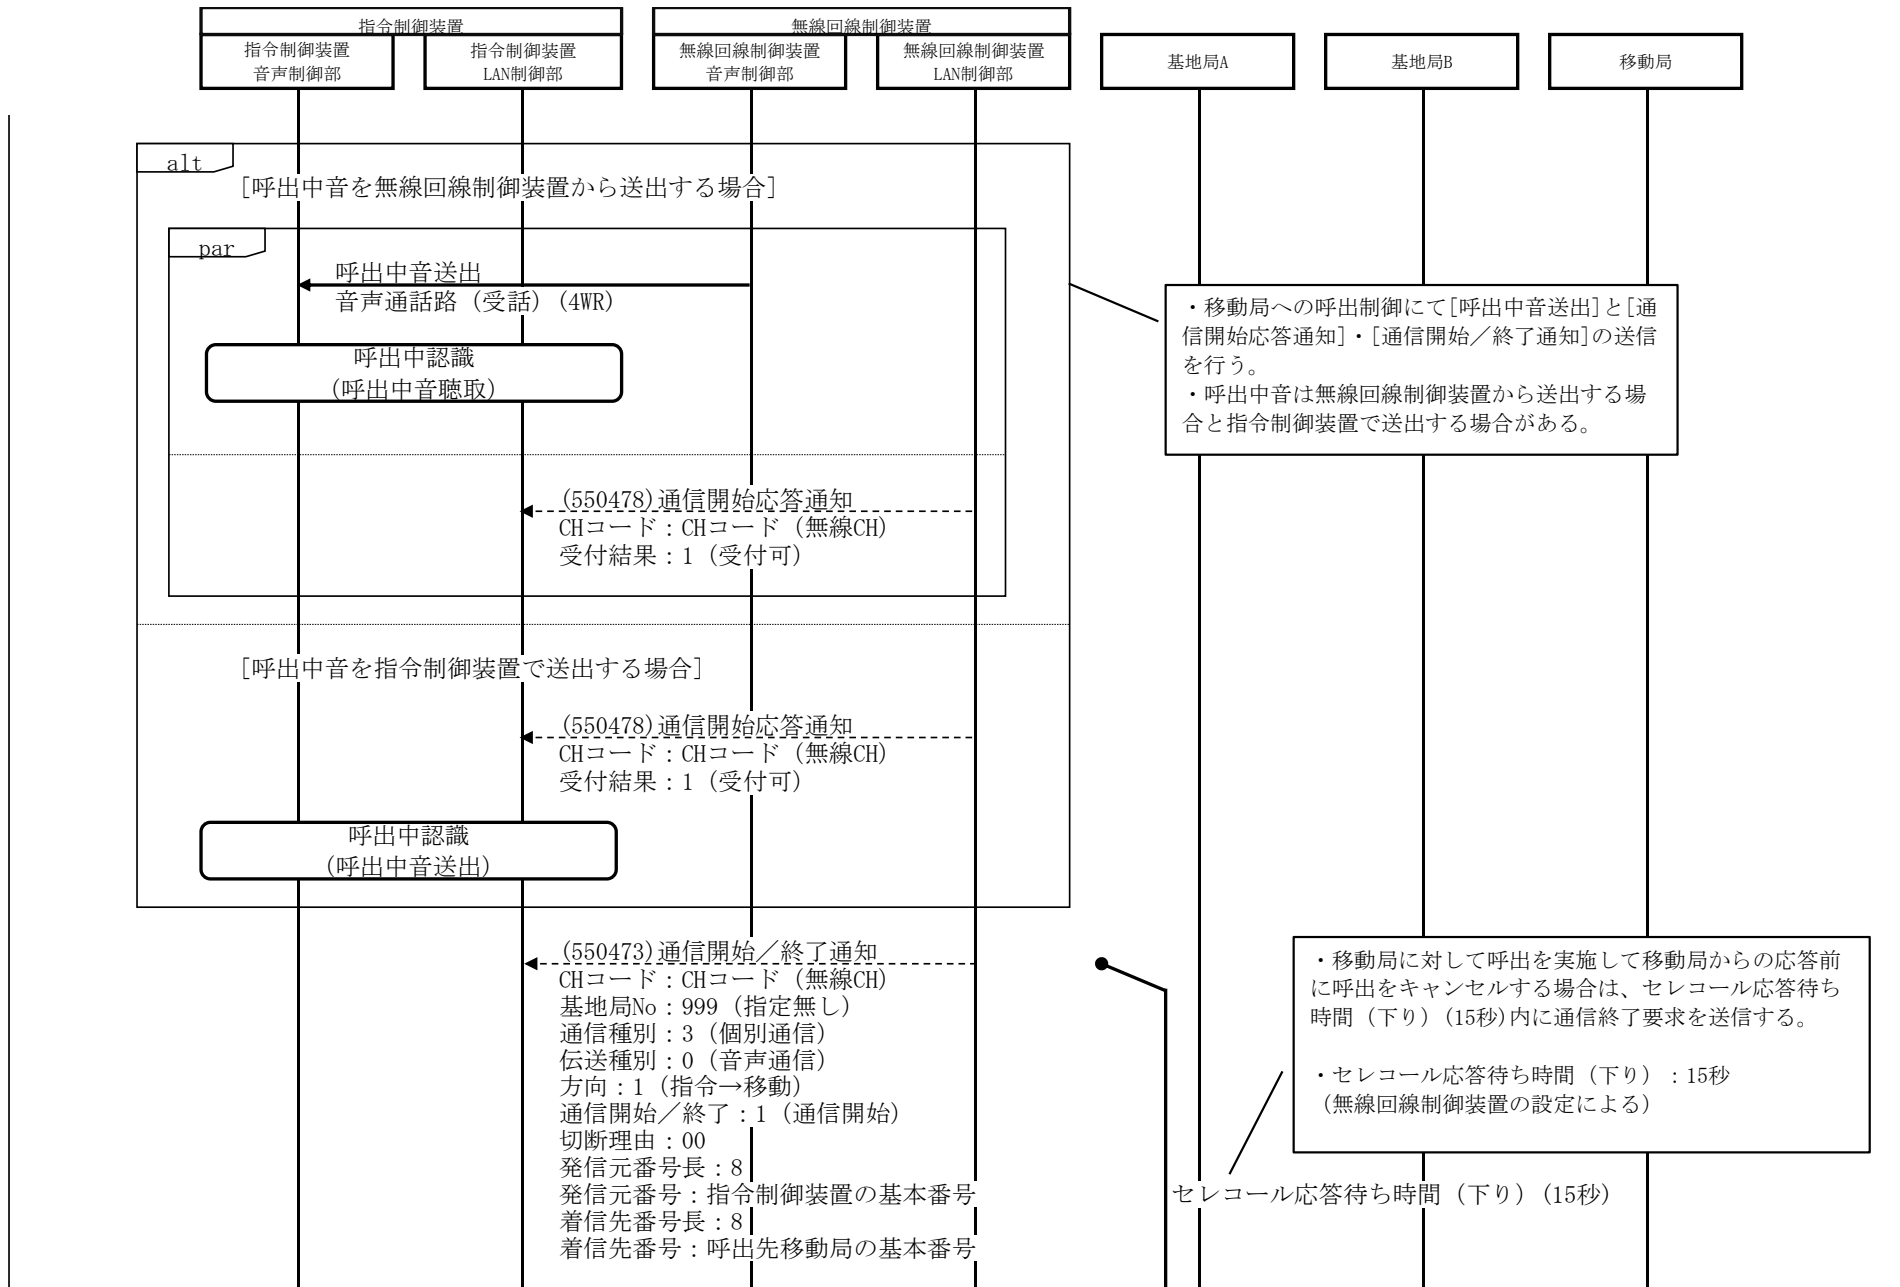 指令制御装置
無線回線制御装置
指令制御装置
音声制御部
指令制御装置
LAN制御部
無線回線制御装置
音声制御部
無線回線制御装置
LAN制御部
基地局A
基地局B
移動局
alt
[呼出中音を無線回線制御装置から送出する場合]
par
呼出中音送出
音声通話路（受話）(4WR)
呼出中認識
(呼出中音聴取)
・移動局への呼出制御にて[呼出中音送出]と[通
信開始応答通知]・[通信開始／終了通知]の送信
を行う。
・呼出中音は無線回線制御装置から送出する場
合と指令制御装置で送出する場合がある。
(550478)通信開始応答通知
CHコード：CHコード（無線CH)
受付結果：1（受付可）
[呼出中音を指令制御装置で送出する場合]
(550478)通信開始応答通知
CHコード：CHコード（無線CH)
受付結果：1（受付可）
呼出中認識
(呼出中音送出)
(550473)通信開始／終了通知
CHコード：CHコード（無線CH)
基地局No：999（指定無し）
通信種別：3（個別通信）
伝送種別：0（音声通信）
方向：1（指令→移動）
通信開始／終了：1（通信開始）
切断理由：00
発信元番号長：8
発信元番号：指令制御装置の基本番号
着信先番号長：8
着信先番号：呼出先移動局の基本番号
・移動局に対して呼出を実施して移動局からの応答前
に呼出をキャンセルする場合は、セレコール応答待ち
時間（下り）(15秒)内に通信終了要求を送信する。
・セレコール応答待ち時間（下り）：15秒
（無線回線制御装置の設定による）
セレコール応答待ち時間（下り）(15秒)